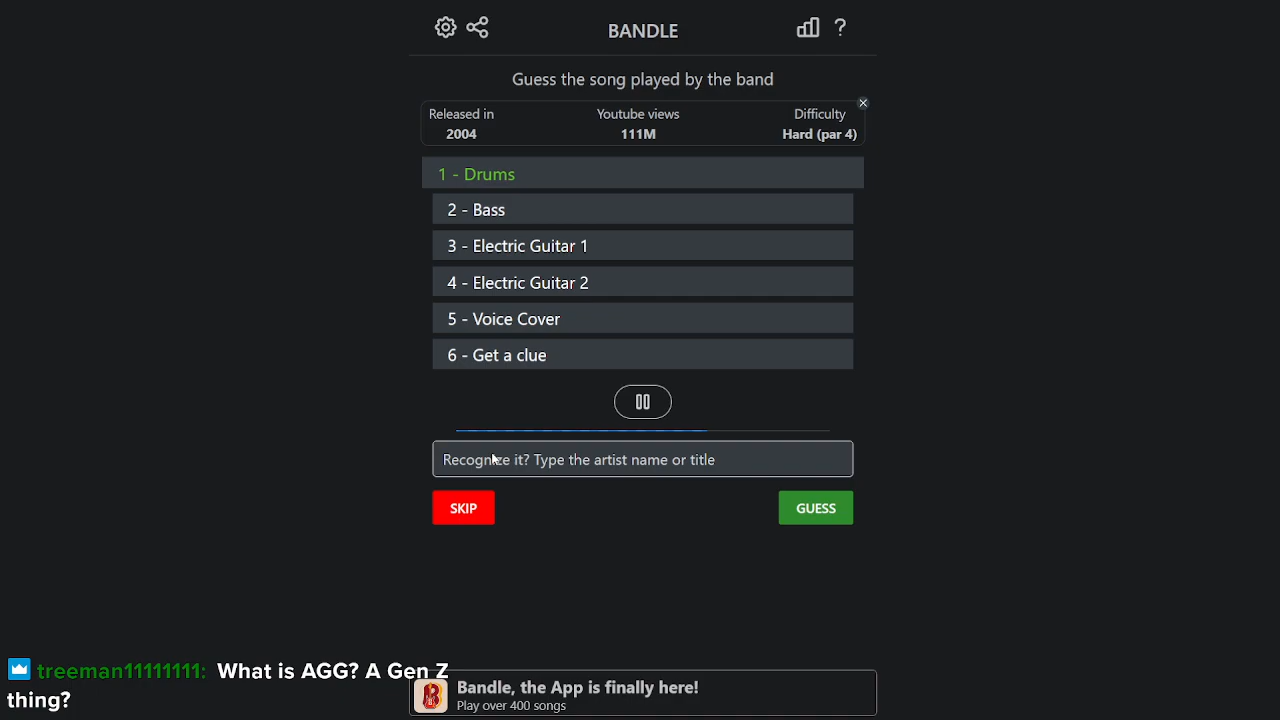 BANDLE
?
Guess the song played by the band
Released in
2004
Youtube views
111M
Difficulty
Hard (par 4)
1 - Drums
2 - Bass
3 - Electric Guitar 1
4 - Electric Guitar 2
5 - Voice Cover
6 - Get a clue
Recognize it? Type the artist name or title
SKIP
GUESS
treeman11111111: What is AGG? A Gen Z
thing?
Bandle, the App is finally here!
Play over 400 songs